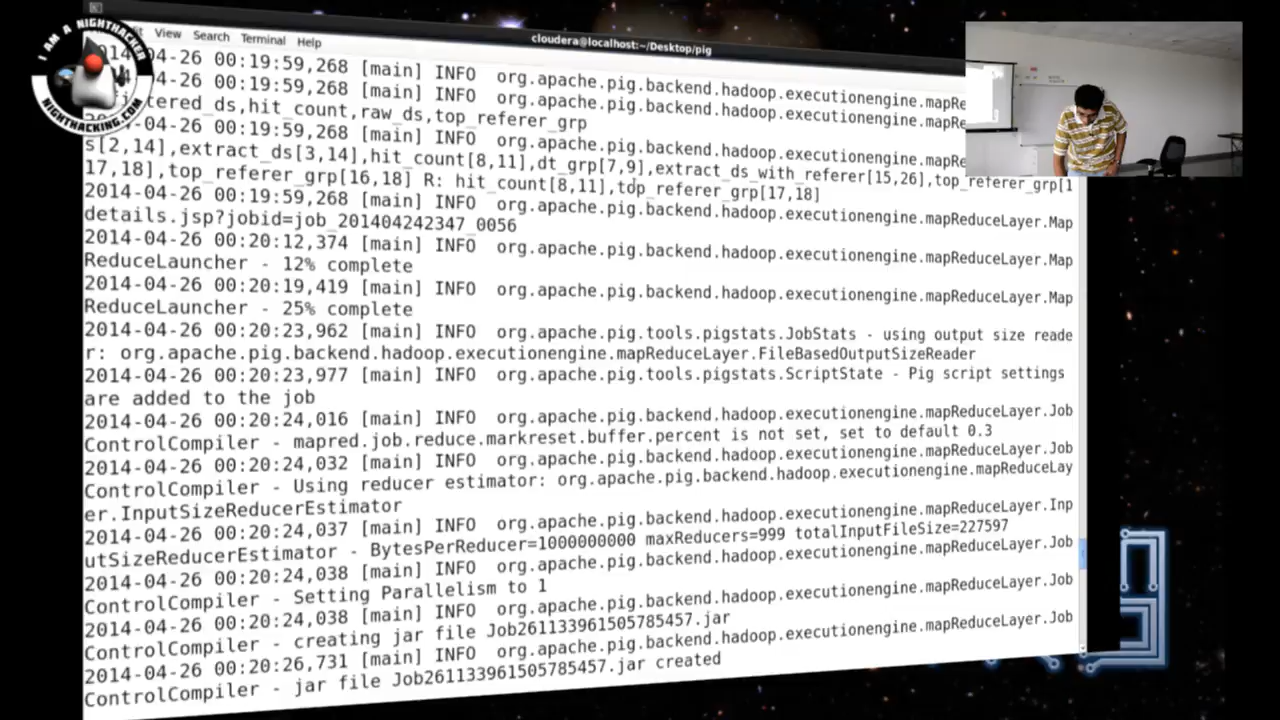 I AM A NIGHTHACKER
NIGHTHACKING.COM
View Search Terminal Help
cloudera@localhost:~/Desktop/pig
2014-04-26 00:19:59,268 [main] INFO org.apache.pig.backend.hadoop.executionengine.mapRe
00:19:59,268 [main] INFO org.apache.pig.backend.hadoop.executionengine.mapRe
tered_ds,hit_count,raw_ds,top_referer_grp
-04-26 00:19:59,268 [main] INFO org.apache.pig.backend.hadoop.executionengine.mapRe
s[2,14],extract_ds[3,14],hit_count[8,11],dt_grp[7,9],extract_ds_with_referer[15,26],top_referer_grp[1
17,18],top_referer_grp[16,18] R: hit_count[8,11],top_referer_grp[17,18]
2014-04-26 00:19:59,268 [main] INFO org.apache.pig.backend.hadoop.executionengine.mapReduceLayer.Map
details.jsp?jobid=job_201404242347_0056
2014-04-26 00:20:12,374 [main] INFO org.apache.pig.backend.hadoop.executionengine.mapReduceLayer.Map
ReduceLauncher - 12% complete
2014-04-26 00:20:19,419 [main] INFO org.apache.pig.backend.hadoop.executionengine.mapReduceLayer.Map
ReduceLauncher - 25% complete
2014-04-26 00:20:23,962 [main] INFO org.apache.pig.tools.pigstats.JobStats - using output size reade
r: org.apache.pig.backend.hadoop.executionengine.mapReduceLayer.FileBasedOutputSizeReader
2014-04-26 00:20:23,977 [main] INFO org.apache.pig.tools.pigstats.ScriptState - Pig script settings
are added to the job
2014-04-26 00:20:24,016 [main] INFO org.apache.pig.backend.hadoop.executionengine.mapReduceLayer.Job
ControlCompiler - mapred.job.reduce.markreset.buffer.percent is not set, set to default 0.3
2014-04-26 00:20:24,032 [main] INFO org.apache.pig.backend.hadoop.executionengine.mapReduceLayer.Job
ControlCompiler - Using reducer estimator: org.apache.pig.backend.hadoop.executionengine.mapReduceLay
er.InputSizeReducerEstimator
2014-04-26 00:20:24,037 [main] INFO org.apache.pig.backend.hadoop.executionengine.mapReduceLayer.Inp
utSizeReducerEstimator - BytesPerReducer=1000000000 maxReducers=999 totalInputFileSize=227597
2014-04-26 00:20:24,038 [main] INFO org.apache.pig.backend.hadoop.executionengine.mapReduceLayer.Job
ControlCompiler - Setting Parallelism to 1
2014-04-26 00:20:24,038 [main] INFO org.apache.pig.backend.hadoop.executionengine.mapReduceLayer.Job
ControlCompiler - creating jar file Job261133961505785457.jar
2014-04-26 00:20:26,731 [main] INFO org.apache.pig.backend.hadoop.executionengine.mapReduceLayer.Job
ControlCompiler - jar file Job261133961505785457.jar created